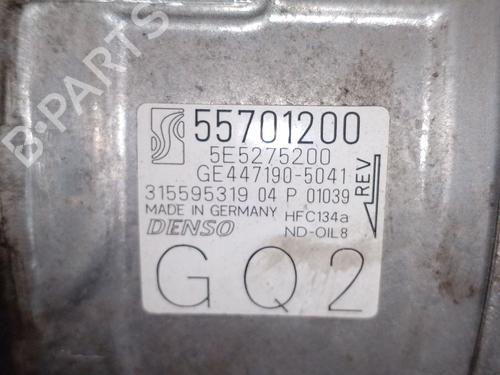 B-PARTS
55701200
5E5275200
GE447190-5041
315595319 04 P 01039
MADE IN GERMANY HFC134a
DENSO ND-OIL8
REV
GQ2